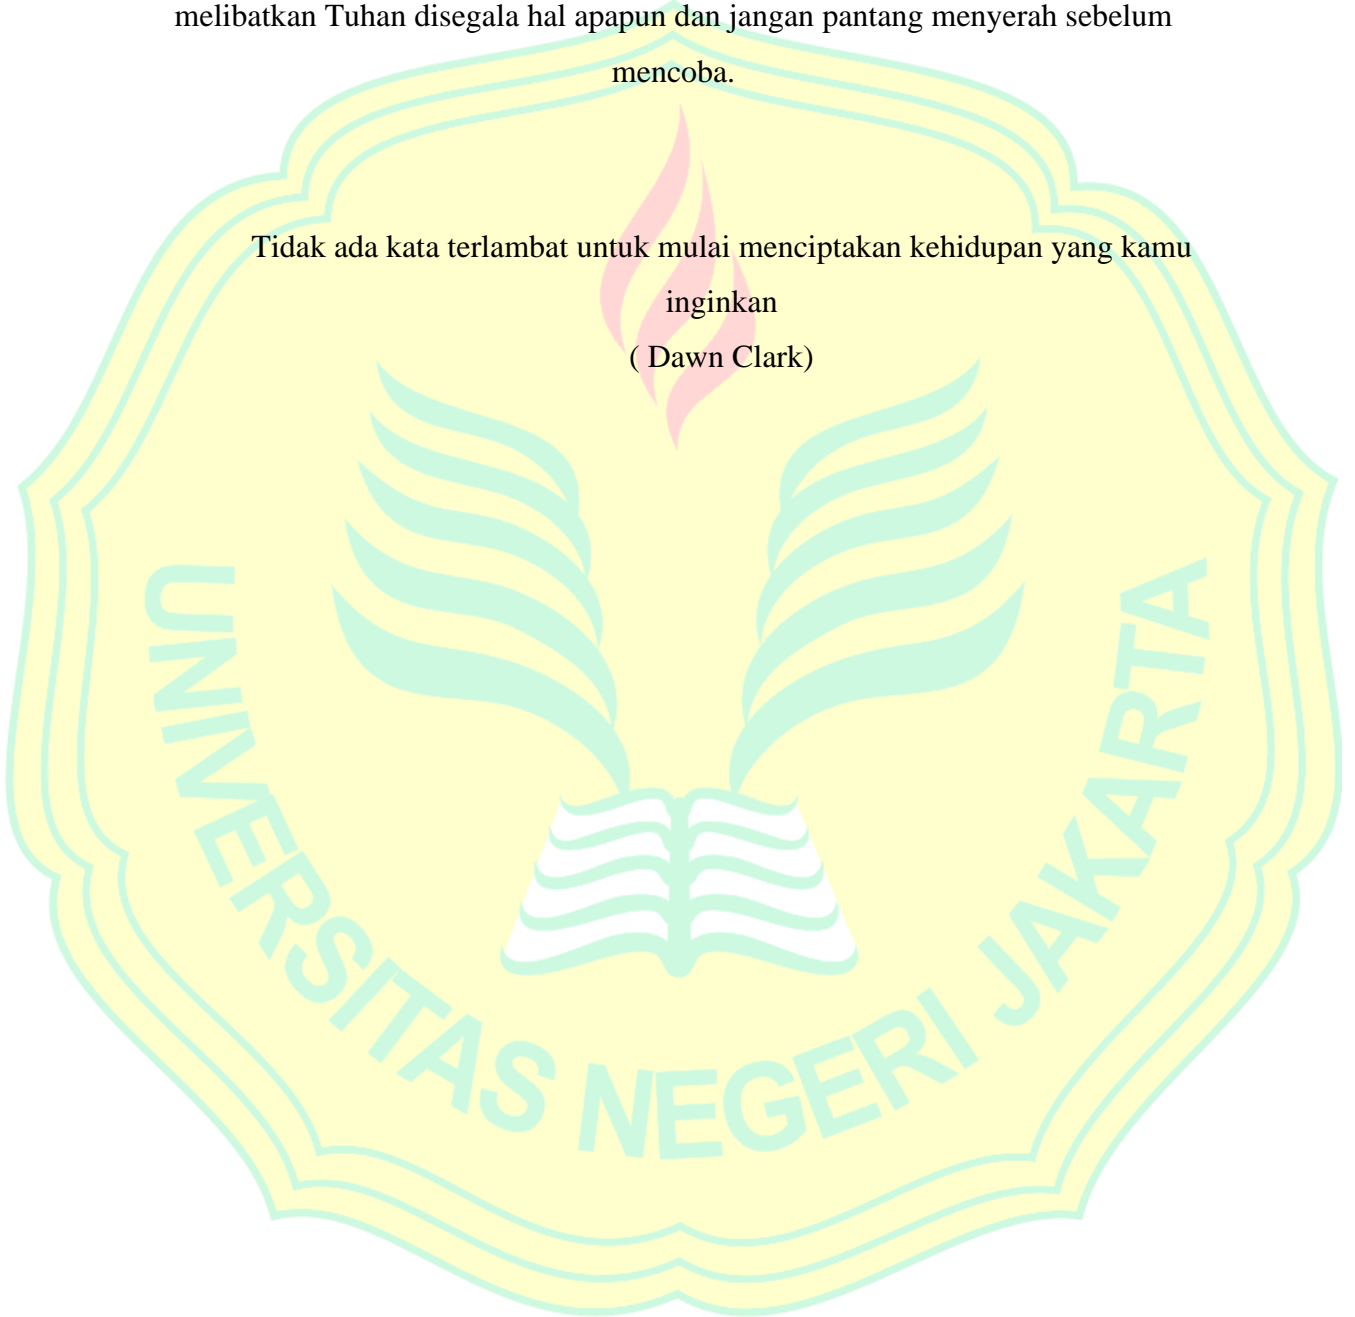 melibatkan Tuhan disegala hal apapun dan jangan pantang menyerah sebelum
mencoba.
Tidak ada kata terlambat untuk mulai menciptakan kehidupan yang kamu
inginkan
( Dawn Clark)
UNIVERSITAS NEGERI JAKARTA